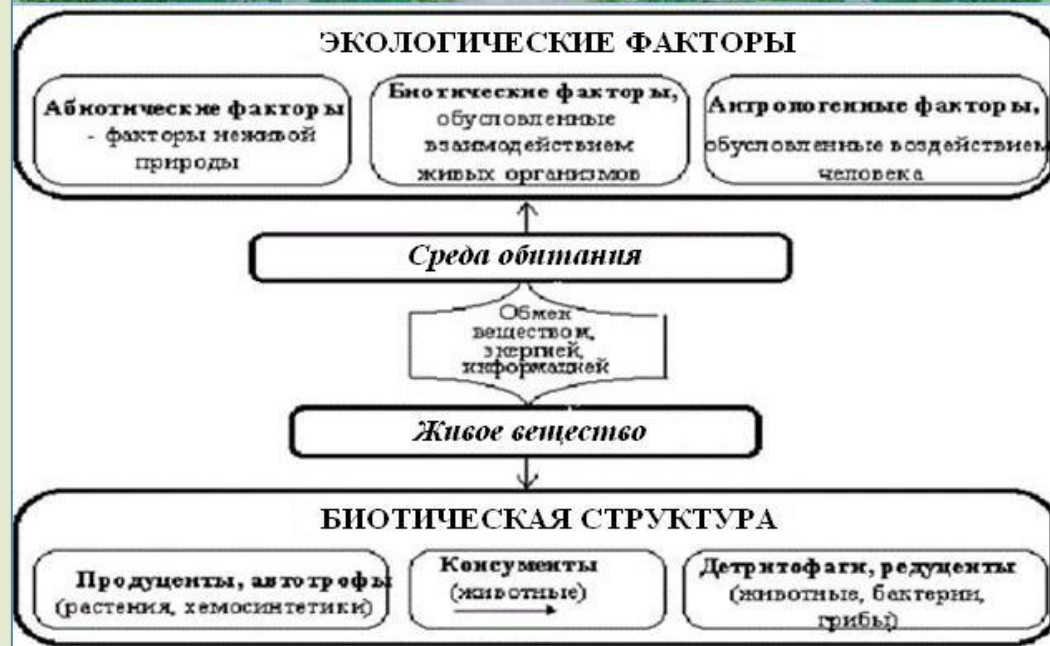 ЭКОЛОГИЧЕСКИЕ ФАКТОРЫ
Абиотические факторы
- факторы неживой
природы
Биотические факторы,
обусловленные
взаимодействием
живых организмов
Антропогенные факторы,
обусловленные воздействием
человека
Среда обитания
Обмен
веществом,
энергией,
информацией
Живое вещество
БИОТИЧЕСКАЯ СТРУКТУРА
Продуценты, автотрофы
(растения, хемосинтетики)
Консументы
(животные)
Детритофаги, редуценты
(животные, бактерии,
грибы)